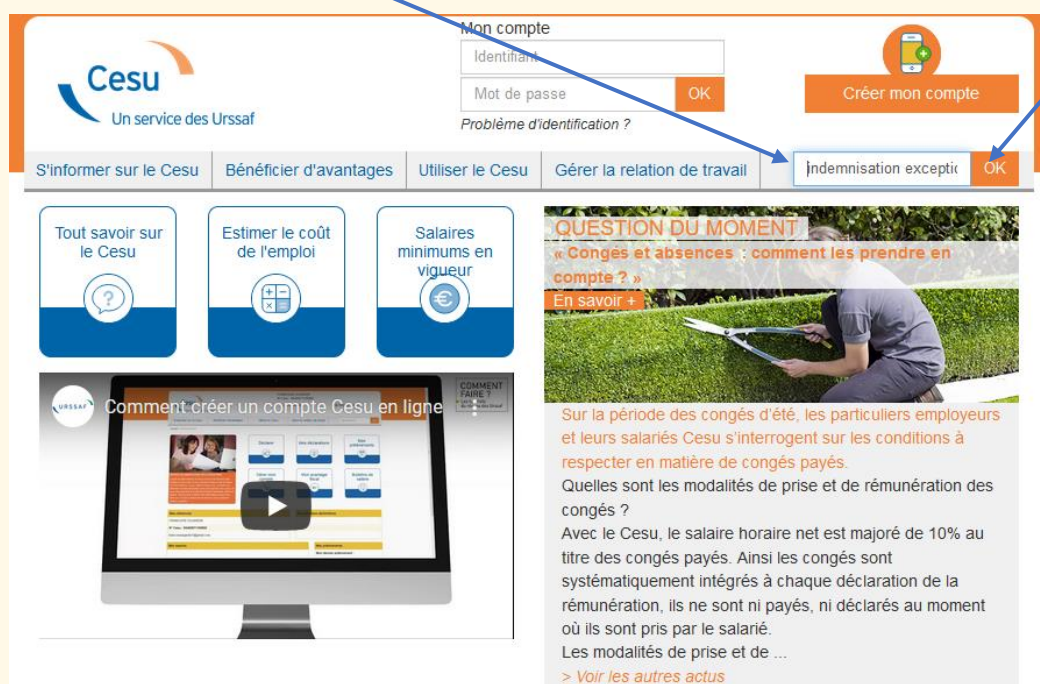 Mon compte
Identifiant
Mot de passe
OK
Problème d'identification ?
Créer mon compte
Cesu
Un service des Urssaf
S'informer sur le Cesu
Bénéficier d'avantages
Utiliser le Cesu
Gérer la relation de travail
indemnisation exceptic
OK
Tout savoir sur
le Cesu
Estimer le coût
de l'emploi
Salaires
minimums en
vigueur
QUESTION DU MOMENT
« Congés et absences : comment les prendre en
compte ? »
En savoir +
Urssaf
Comment créer un compte Cesu en ligne
COMMENT
FAIRE ?
Sur la période des congés d'été, les particuliers employeurs
et leurs salariés Cesu s'interrogent sur les conditions à
respecter en matière de congés payés.
Quelles sont les modalités de prise et de rémunération des
congés ?
Avec le Cesu, le salaire horaire net est majoré de 10% au
titre des congés payés. Ainsi les congés sont
systématiquement intégrés à chaque déclaration de la
rémunération, ils ne sont ni payés, ni déclarés au moment
où ils sont pris par le salarié.
Les modalités de prise et de ...
> Voir les autres actus